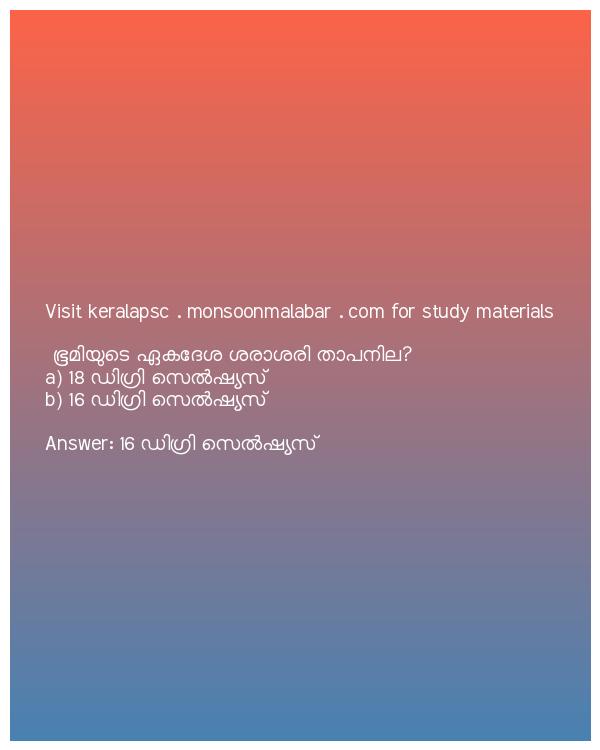 Visit keralapsc . monsoonmalabar . com for study materials
ഭൂമിയുടെ ഏകദേശ ശരാശരി താപനില?
a) 18 ഡിഗ്രി സെൽഷ്യസ്
b) 16 ഡിഗ്രി സെൽഷ്യസ്
Answer: 16 ഡിഗ്രി സെൽഷ്യസ്